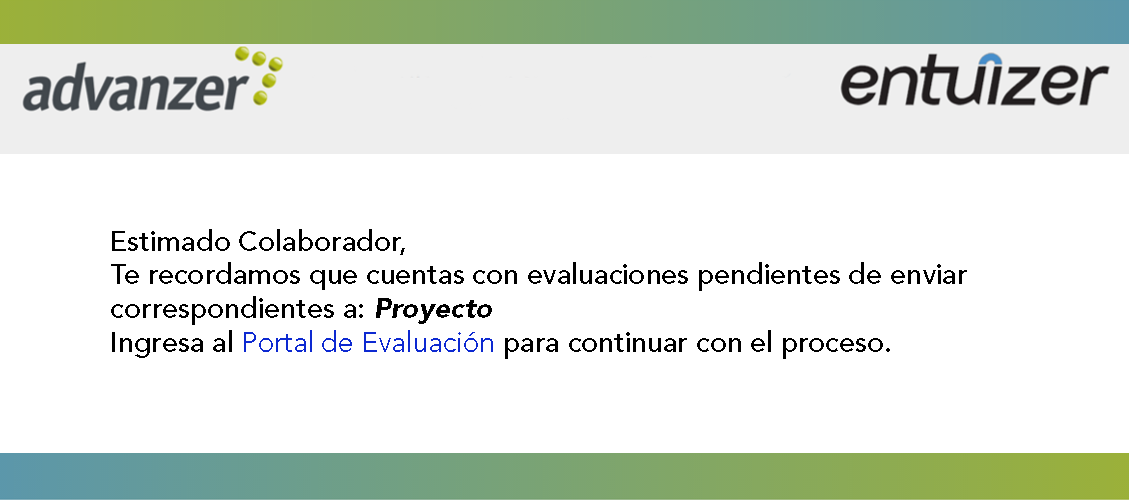 advanzer
entuizer
Estimado Colaborador,
Te recordamos que cuentas con evaluaciones pendientes de enviar
correspondientes a: Proyecto
Ingresa al Portal de Evaluación para continuar con el proceso.